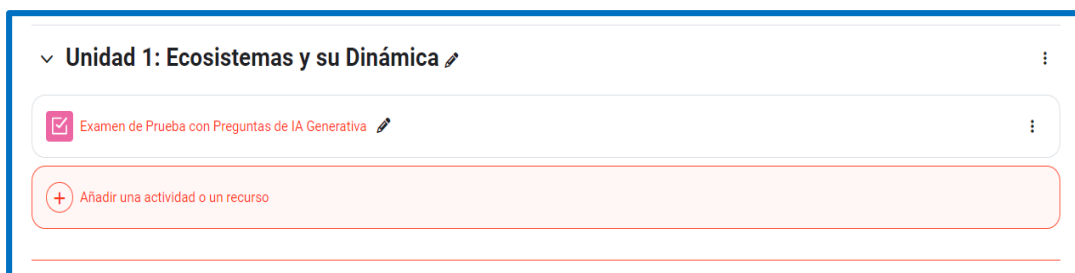 Unidad 1: Ecosistemas y su Dinámica
Examen de Prueba con Preguntas de IA Generativa
Añadir una actividad o un recurso